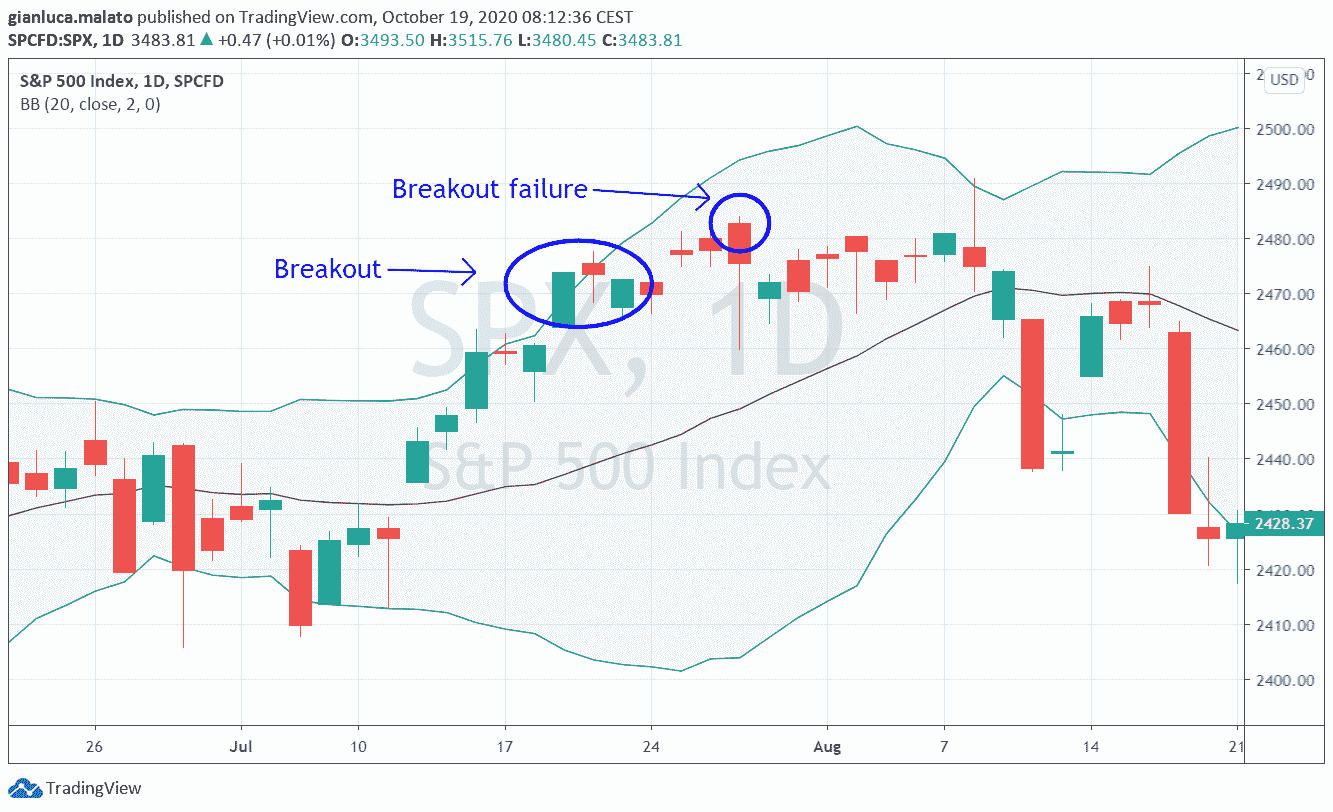 gianluca.malato published on TradingView.com, October 19, 2020 08:12:36 CEST
SPCFD:SPX, 1D 3483.81 ▲ +0.47 (+0.01%) O:3493.50 H:3515.76 L:3480.45 C:3483.81
S&P 500 Index, 1D, SPCFD
BB (20, close, 2, 0)
USD
2500.00
Breakout failure
2490.00
2480.00
Breakout
2470.00
SPX, 1D
2460.00
2450.00
S&P 500 Index
2440.00
2428.37
2420.00
2410.00
2400.00
26 Jul 10 17 24 Aug 7 14 21
TradingView